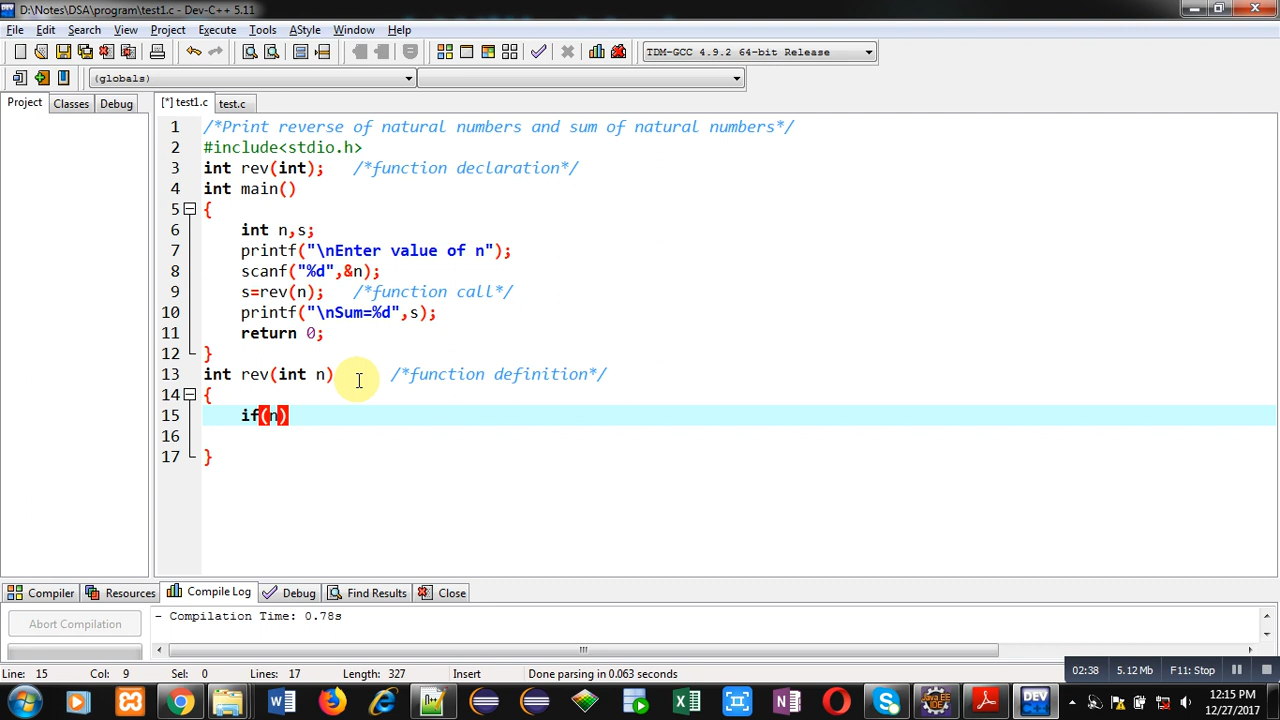 D:\Notes\DSA\program\test1.c - Dev-C++ 5.11
File Edit Search View Project Execute Tools AStyle Window Help
TDM-GCC 4.9.2 64-bit Release
(globals)
Project Classes Debug [*] test1.c test.c
1 /*Print reverse of natural numbers and sum of natural numbers*/
2 #include<stdio.h>
3 int rev(int); /*function declaration*/
4 int main()
5 {
6 int n,s;
7 printf("\nEnter value of n");
8 scanf("%d",&n);
9 s=rev(n); /*function call*/
10 printf("\nSum=%d",s);
11 return 0;
12 }
13 int rev(int n) /*function definition*/
14 {
15 if(n)
16
17 }
Compiler Resources Compile Log Debug Find Results Close
Abort Compilation
- Compilation Time: 0.78s
Line: 15 Col: 9 Sel: 0 Lines: 17 Length: 327 Insert Done parsing in 0.063 seconds
02:38 5.12 Mb F11: Stop
DEV
12:15 PM
12/27/2017